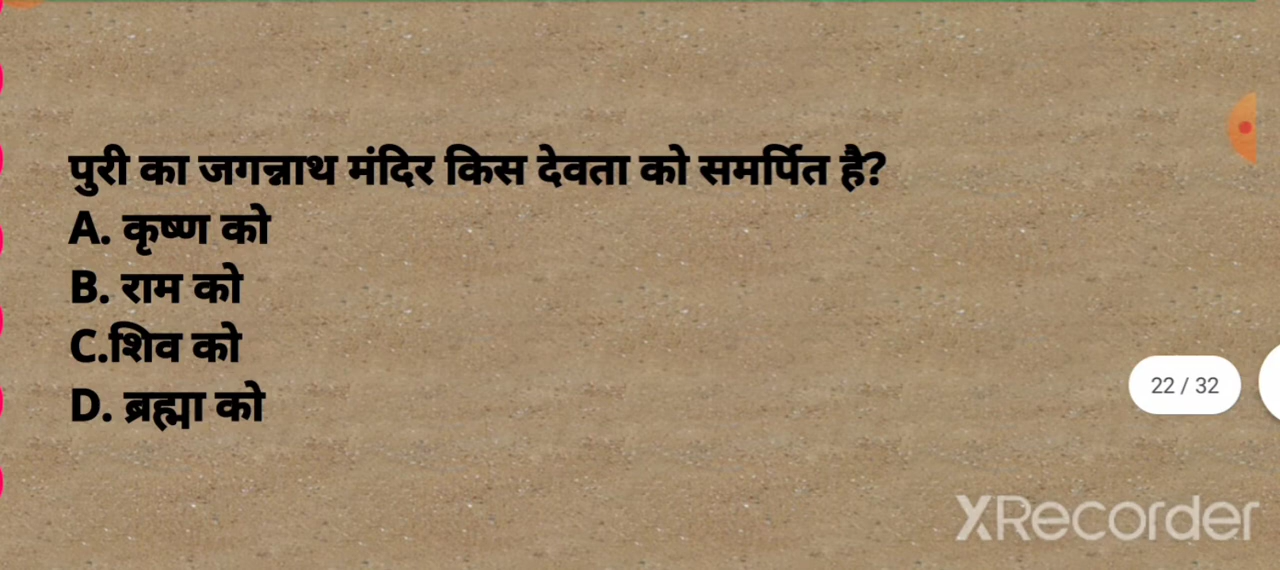 पुरी का जगन्नाथ मंदिर किस देवता को समर्पित है?
A. कृष्ण को
B. राम को
C.शिव को
D. ब्रह्मा को
22 / 32
XRecorder